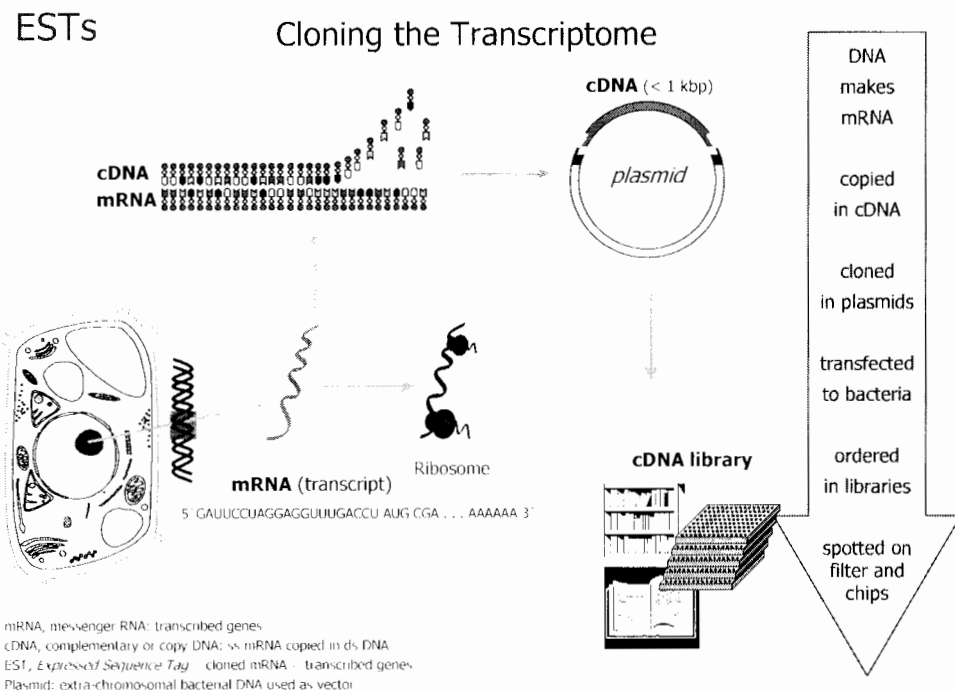 ESTs
Cloning the Transcriptome
cDNA (< 1 kbp)
plasmid
cDNA
mRNA
mRNA (transcript)
5' GAUUCCUAGGAGGUUUGACCU AUG CGA . . . AAAAAA 3'
Ribosome
cDNA library
DNA
makes
mRNA
copied
in cDNA
cloned
in plasmids
transfected
to bacteria
ordered
in libraries
spotted on
filter and
chips
mRNA, messenger RNA: transcribed genes
cDNA, complementary or copy DNA: ss mRNA copied in ds DNA
EST, Expressed Sequence Tag cloned mRNA - transcribed genes
Plasmid: extra-chromosomal bacterial DNA used as vector